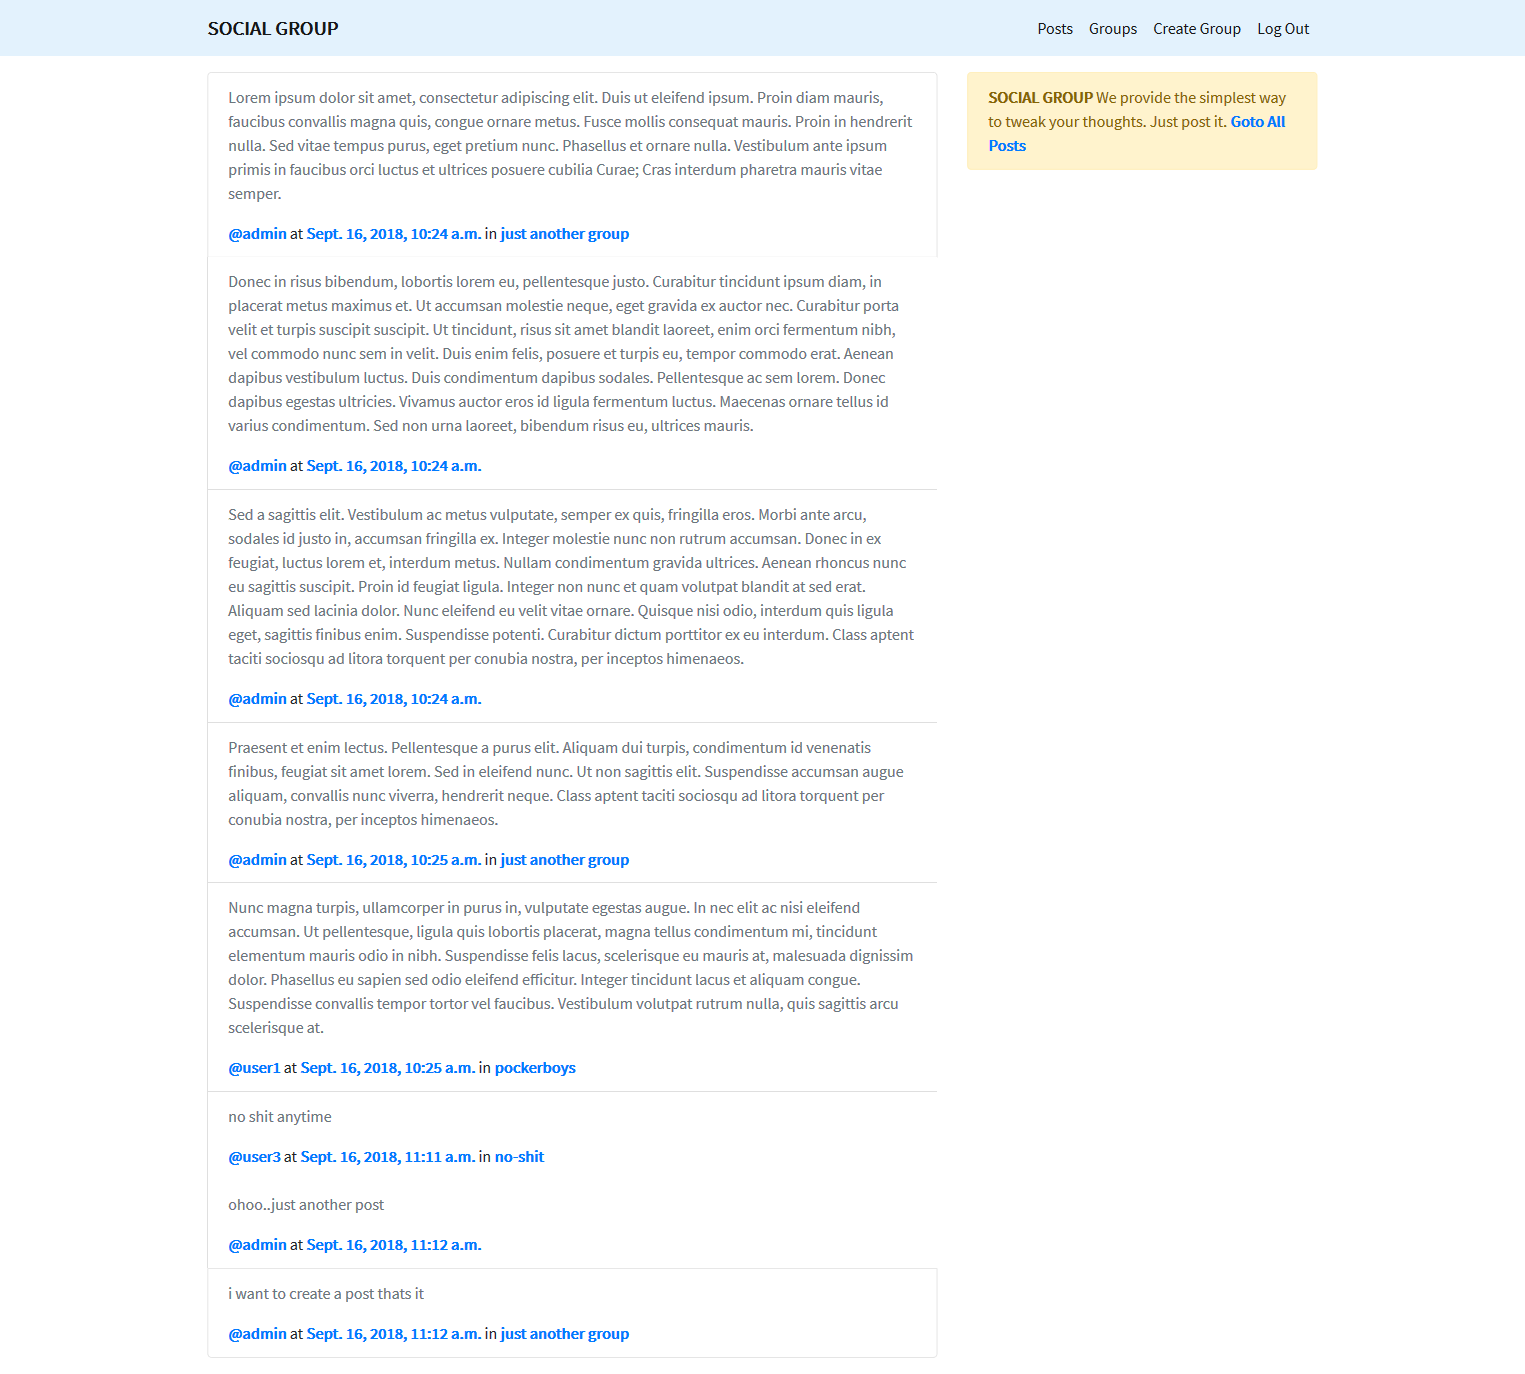 SOCIAL GROUP
Posts Groups Create Group Log Out
Lorem ipsum dolor sit amet, consectetur adipiscing elit. Duis ut eleifend ipsum. Proin diam mauris,
faucibus convallis magna quis, congue ornare metus. Fusce mollis consequat mauris. Proin in hendrerit
nulla. Sed vitae tempus purus, eget pretium nunc. Phasellus et ornare nulla. Vestibulum ante ipsum
primis in faucibus orci luctus et ultrices posuere cubilia Curae; Cras interdum pharetra mauris vitae
semper.
@admin at Sept. 16, 2018, 10:24 a.m. in just another group
Donec in risus bibendum, lobortis lorem eu, pellentesque justo. Curabitur tincidunt ipsum diam, in
placerat metus maximus et. Ut accumsan molestie neque, eget gravida ex auctor nec. Curabitur porta
velit et turpis suscipit suscipit. Ut tincidunt, risus sit amet blandit laoreet, enim orci fermentum nibh,
vel commodo nunc sem in velit. Duis enim felis, posuere et turpis eu, tempor commodo erat. Aenean
dapibus vestibulum luctus. Duis condimentum dapibus sodales. Pellentesque ac sem lorem. Donec
dapibus egestas ultricies. Vivamus auctor eros id ligula fermentum luctus. Maecenas ornare tellus id
varius condimentum. Sed non urna laoreet, bibendum risus eu, ultrices mauris.
@admin at Sept. 16, 2018, 10:24 a.m.
Sed a sagittis elit. Vestibulum ac metus vulputate, semper ex quis, fringilla eros. Morbi ante arcu,
sodales id justo in, accumsan fringilla ex. Integer molestie nunc non rutrum accumsan. Donec in ex
feugiat, luctus lorem et, interdum metus. Nullam condimentum gravida ultrices. Aenean rhoncus nunc
eu sagittis suscipit. Proin id feugiat ligula. Integer non nunc et quam volutpat blandit at sed erat.
Aliquam sed lacinia dolor. Nunc eleifend eu velit vitae ornare. Quisque nisi odio, interdum quis ligula
eget, sagittis finibus enim. Suspendisse potenti. Curabitur dictum porttitor ex eu interdum. Class aptent
taciti sociosqu ad litora torquent per conubia nostra, per inceptos himenaeos.
@admin at Sept. 16, 2018, 10:24 a.m.
Praesent et enim lectus. Pellentesque a purus elit. Aliquam dui turpis, condimentum id venenatis
finibus, feugiat sit amet lorem. Sed in eleifend nunc. Ut non sagittis elit. Suspendisse accumsan augue
aliquam, convallis nunc viverra, hendrerit neque. Class aptent taciti sociosqu ad litora torquent per
conubia nostra, per inceptos himenaeos.
@admin at Sept. 16, 2018, 10:25 a.m. in just another group
Nunc magna turpis, ullamcorper in purus in, vulputate egestas augue. In nec elit ac nisi eleifend
accumsan. Ut pellentesque, ligula quis lobortis placerat, magna tellus condimentum mi, tincidunt
elementum mauris odio in nibh. Suspendisse felis lacus, scelerisque eu mauris at, malesuada dignissim
dolor. Phasellus eu sapien sed odio eleifend efficitur. Integer tincidunt lacus et aliquam congue.
Suspendisse convallis tempor tortor vel faucibus. Vestibulum volutpat rutrum nulla, quis sagittis arcu
scelerisque at.
@user1 at Sept. 16, 2018, 10:25 a.m. in pockerboys
no shit anytime
@user3 at Sept. 16, 2018, 11:11 a.m. in no-shit
ohoo..just another post
@admin at Sept. 16, 2018, 11:12 a.m.
i want to create a post thats it
@admin at Sept. 16, 2018, 11:12 a.m. in just another group
SOCIAL GROUP We provide the simplest way
to tweak your thoughts. Just post it. Goto All
Posts